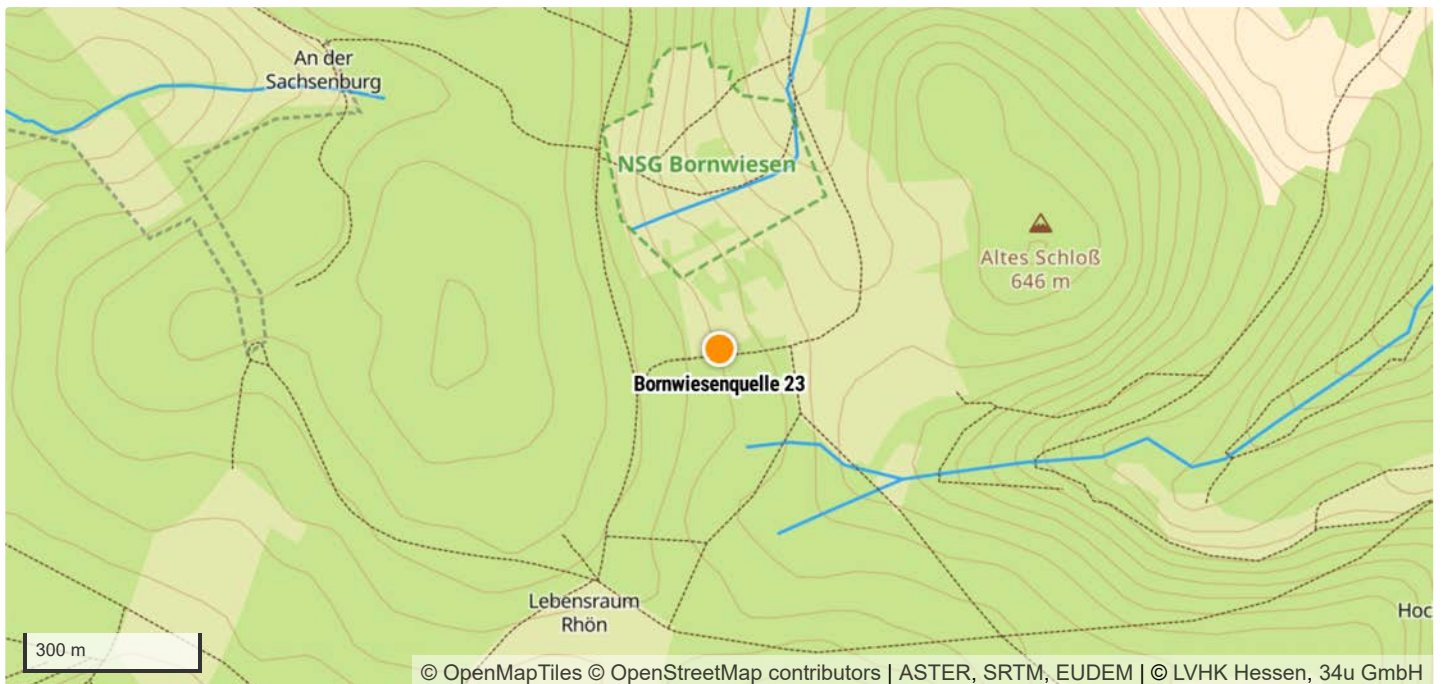 An der
Sachsenburg
NSG Bornwiesen
Altes Schloß
646 m
Bornwiesenquelle 23
Lebensraum
Rhön
Hoc
300 m
© OpenMapTiles © OpenStreetMap contributors | ASTER, SRTM, EUDEM | © LVHK Hessen, 34u GmbH